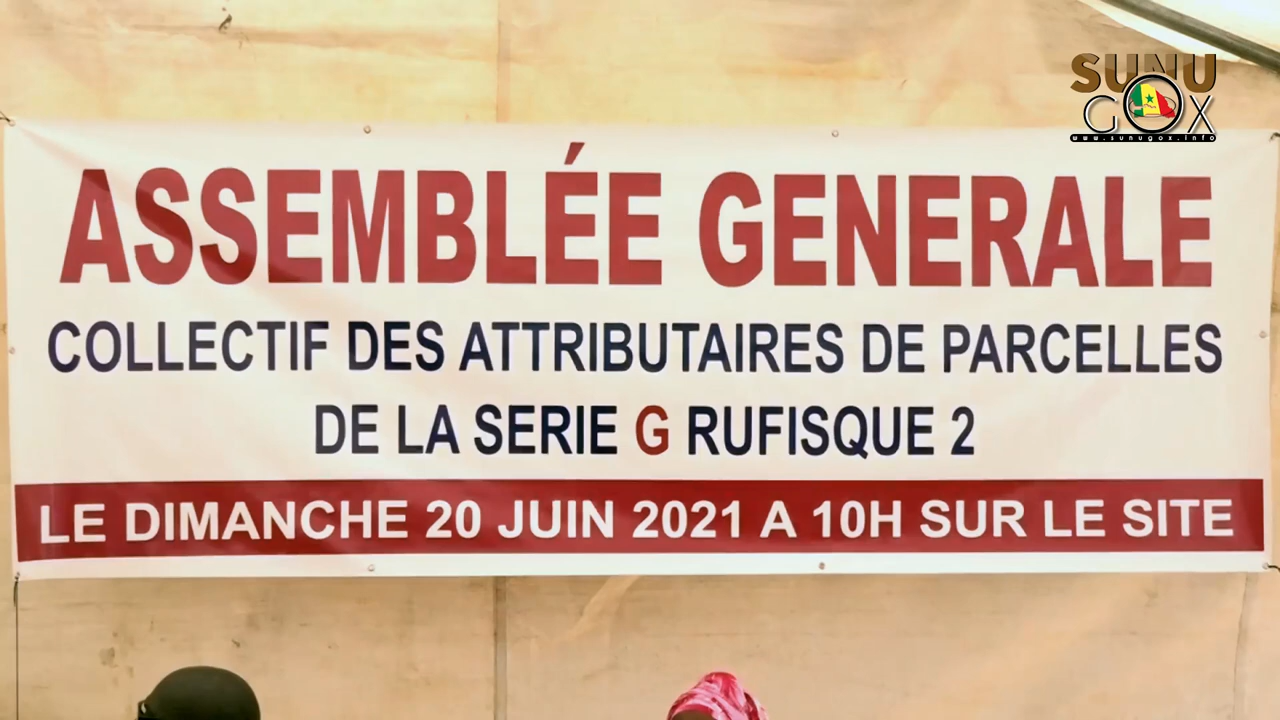 SUNU
GOX
www.sunugox.info
ASSEMBLÉE GENERALE
COLLECTIF DES ATTRIBUTAIRES DE PARCELLES
DE LA SERIE G RUFISQUE 2
LE DIMANCHE 20 JUIN 2021 A 10H SUR LE SITE